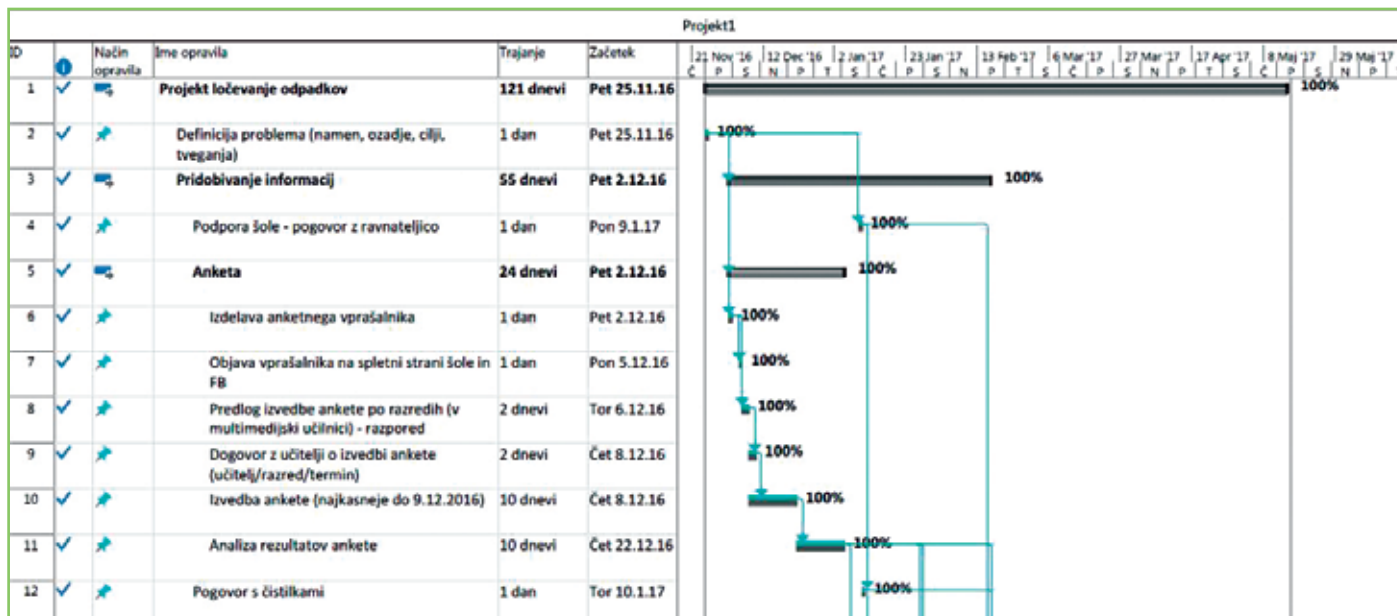 Projekt1
ID Način opravila Ime opravila Trajanje Začetek 21 Nov '16 12 Dec '16 2 Jan '17 23 Jan '17 13 Feb '17 6 Mar '17 27 Mar '17 17 Apr '17 8 Maj '17 29 Maj '17
Č P S N P T S Č P S N P T S Č P S N P T S Č P S N P
1 Projekt ločevanje odpadkov 121 dnevi Pet 25.11.16 100%
2 Definicija problema (namen, ozadje, cilji, 1 dan Pet 25.11.16 100%
tveganja)
3 Pridobivanje informacij 55 dnevi Pet 2.12.16 100%
4 Podpora šole - pogovor z ravnateljico 1 dan Pon 9.1.17 100%
5 Anketa 24 dnevi Pet 2.12.16 100%
6 Izdelava anketnega vprašalnika 1 dan Pet 2.12.16 100%
7 Objava vprašalnika na spletni strani šole in 1 dan Pon 5.12.16 100%
FB
8 Predlog izvedbe ankete po razredih (v 2 dnevi Tor 6.12.16 100%
multimedijski učilnici) - razpored
9 Dogovor z učitelji o izvedbi ankete 2 dnevi Čet 8.12.16 100%
(učitelj/razred/termin)
10 Izvedba ankete (najkasneje do 9.12.2016) 10 dnevi Čet 8.12.16 100%
11 Analiza rezultatov ankete 10 dnevi Čet 22.12.16 100%
12 Pogovor s čistilkami 1 dan Tor 10.1.17 100%